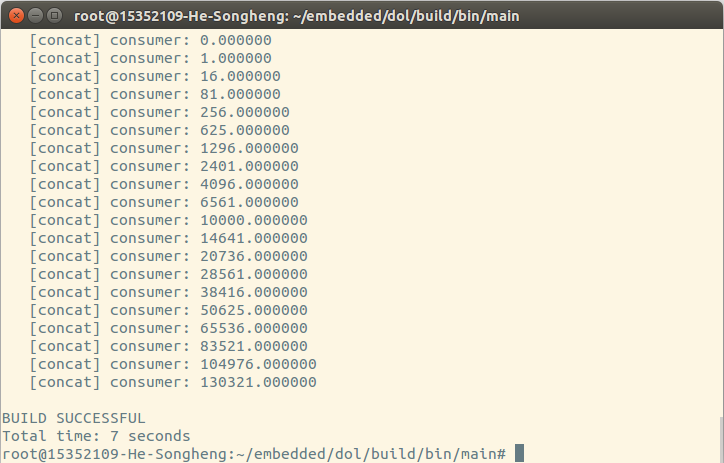 root@15352109-He-Songheng: ~/embedded/dol/build/bin/main
[concat] consumer: 0.000000
[concat] consumer: 1.000000
[concat] consumer: 16.000000
[concat] consumer: 81.000000
[concat] consumer: 256.000000
[concat] consumer: 625.000000
[concat] consumer: 1296.000000
[concat] consumer: 2401.000000
[concat] consumer: 4096.000000
[concat] consumer: 6561.000000
[concat] consumer: 10000.000000
[concat] consumer: 14641.000000
[concat] consumer: 20736.000000
[concat] consumer: 28561.000000
[concat] consumer: 38416.000000
[concat] consumer: 50625.000000
[concat] consumer: 65536.000000
[concat] consumer: 83521.000000
[concat] consumer: 104976.000000
[concat] consumer: 130321.000000
BUILD SUCCESSFUL
Total time: 7 seconds
root@15352109-He-Songheng:~/embedded/dol/build/bin/main#